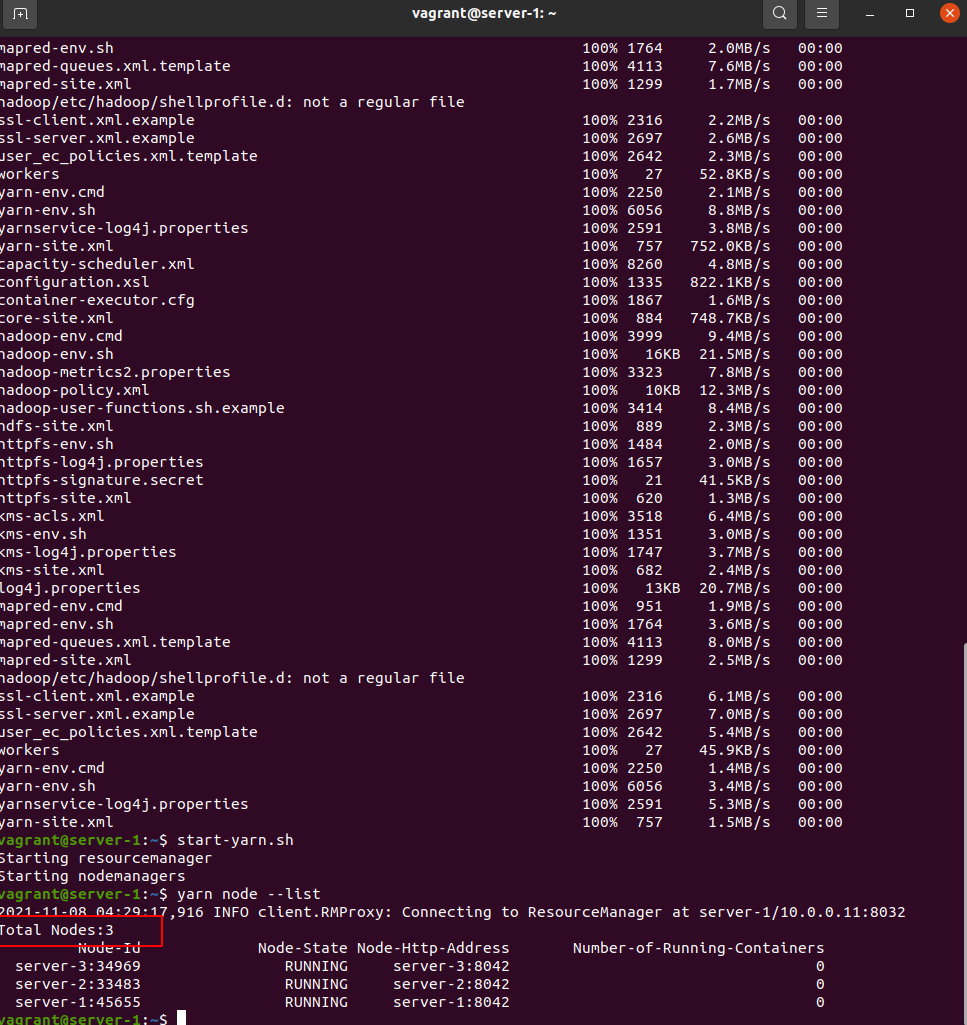 vagrant@server-1: ~
mapred-env.sh 100% 1764 2.0MB/s 00:00
mapred-queues.xml.template 100% 4113 7.6MB/s 00:00
mapred-site.xml 100% 1299 1.7MB/s 00:00
hadoop/etc/hadoop/shellprofile.d: not a regular file
ssl-client.xml.example 100% 2316 2.2MB/s 00:00
ssl-server.xml.example 100% 2697 2.6MB/s 00:00
user_ec_policies.xml.template 100% 2642 2.3MB/s 00:00
workers 100% 27 52.8KB/s 00:00
yarn-env.cmd 100% 2250 2.1MB/s 00:00
yarn-env.sh 100% 6056 8.8MB/s 00:00
yarnservice-log4j.properties 100% 2591 3.8MB/s 00:00
yarn-site.xml 100% 757 752.0KB/s 00:00
capacity-scheduler.xml 100% 8260 4.8MB/s 00:00
configuration.xsl 100% 1335 822.1KB/s 00:00
container-executor.cfg 100% 1867 1.6MB/s 00:00
core-site.xml 100% 884 748.7KB/s 00:00
hadoop-env.cmd 100% 3999 9.4MB/s 00:00
hadoop-env.sh 100% 16KB 21.5MB/s 00:00
hadoop-metrics2.properties 100% 3323 7.8MB/s 00:00
hadoop-policy.xml 100% 10KB 12.3MB/s 00:00
hadoop-user-functions.sh.example 100% 3414 8.4MB/s 00:00
hdfs-site.xml 100% 889 2.3MB/s 00:00
httpfs-env.sh 100% 1484 2.0MB/s 00:00
httpfs-log4j.properties 100% 1657 3.0MB/s 00:00
httpfs-signature.secret 100% 21 41.5KB/s 00:00
httpfs-site.xml 100% 620 1.3MB/s 00:00
kms-acls.xml 100% 3518 6.4MB/s 00:00
kms-env.sh 100% 1351 3.0MB/s 00:00
kms-log4j.properties 100% 1747 3.7MB/s 00:00
kms-site.xml 100% 682 2.4MB/s 00:00
log4j.properties 100% 13KB 20.7MB/s 00:00
mapred-env.cmd 100% 951 1.9MB/s 00:00
mapred-env.sh 100% 1764 3.6MB/s 00:00
mapred-queues.xml.template 100% 4113 8.0MB/s 00:00
mapred-site.xml 100% 1299 2.5MB/s 00:00
hadoop/etc/hadoop/shellprofile.d: not a regular file
ssl-client.xml.example 100% 2316 6.1MB/s 00:00
ssl-server.xml.example 100% 2697 7.0MB/s 00:00
user_ec_policies.xml.template 100% 2642 5.4MB/s 00:00
workers 100% 27 45.9KB/s 00:00
yarn-env.cmd 100% 2250 1.4MB/s 00:00
yarn-env.sh 100% 6056 3.4MB/s 00:00
yarnservice-log4j.properties 100% 2591 5.3MB/s 00:00
yarn-site.xml 100% 757 1.5MB/s 00:00
vagrant@server-1:~$ start-yarn.sh
Starting resourcemanager
Starting nodemanagers
vagrant@server-1:~$ yarn node --list
2021-11-08 04:29:17,916 INFO client.RMProxy: Connecting to ResourceManager at server-1/10.0.0.11:8032
Total Nodes:3
Node-Id Node-State Node-Http-Address Number-of-Running-Containers
server-3:34969 RUNNING server-3:8042 0
server-2:33483 RUNNING server-2:8042 0
server-1:45655 RUNNING server-1:8042 0
vagrant@server-1:~$